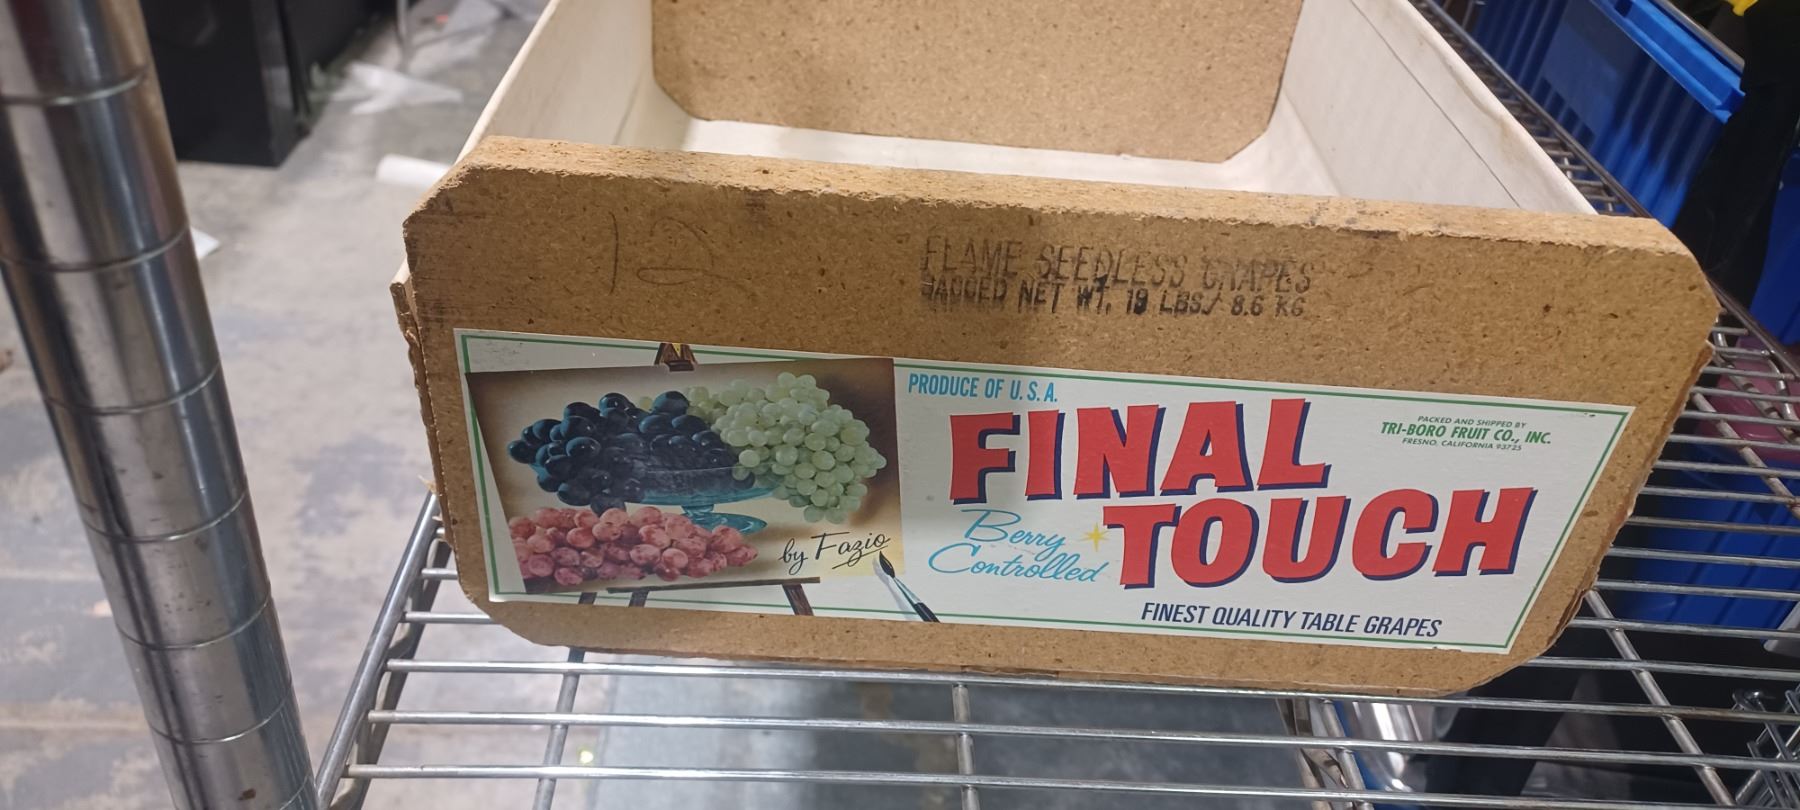 12
FLAME SEEDLESS GRAPES
BAGGED NET WT. 19 LBS/ 8.6 KG
PRODUCE OF U.S.A.
FINAL
TOUCH
Berry
Controlled
PACKED AND SHIPPED BY
TRI-BORO FRUIT CO., INC.
FRESNO, CALIFORNIA 93725
by Fazio
FINEST QUALITY TABLE GRAPES